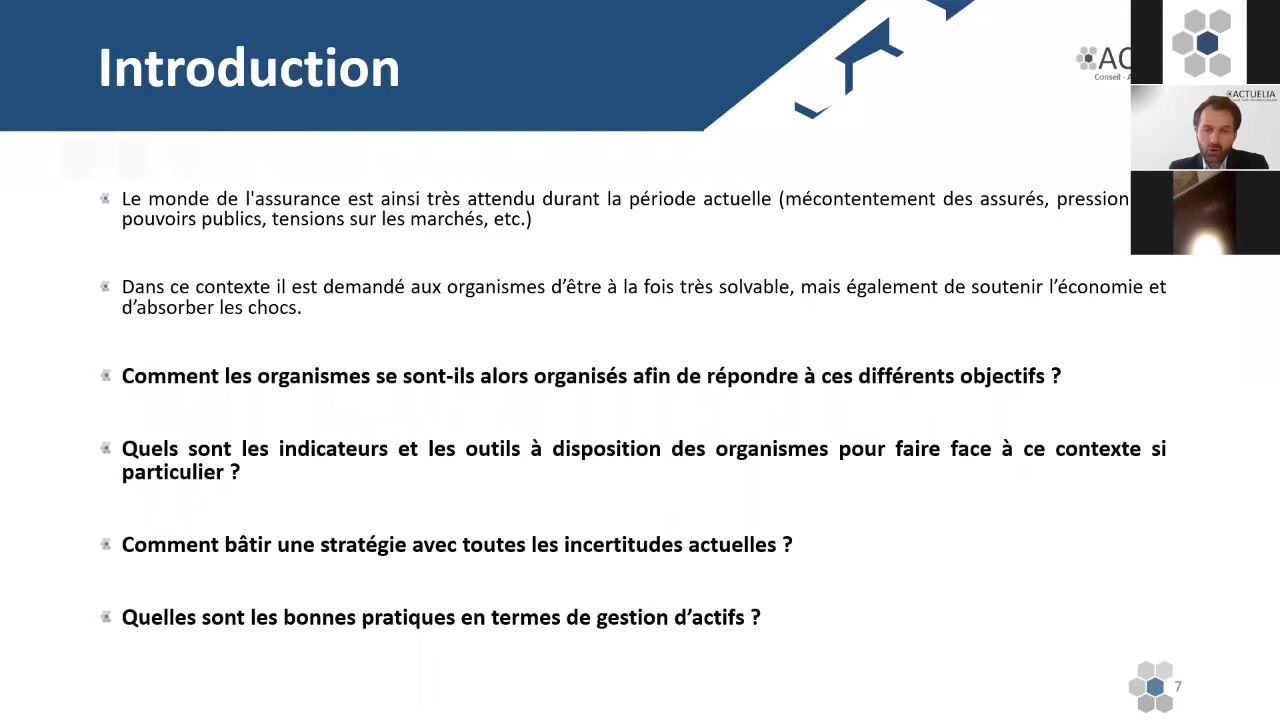 Introduction
Conseil - A
ACTUELIA
Le monde de l'assurance est ainsi très attendu durant la période actuelle (mécontentement des assurés, pression
pouvoirs publics, tensions sur les marchés, etc.)
Dans ce contexte il est demandé aux organismes d’être à la fois très solvable, mais également de soutenir l’économie et
d’absorber les chocs.
Comment les organismes se sont-ils alors organisés afin de répondre à ces différents objectifs ?
Quels sont les indicateurs et les outils à disposition des organismes pour faire face à ce contexte si
particulier ?
Comment bâtir une stratégie avec toutes les incertitudes actuelles ?
Quelles sont les bonnes pratiques en termes de gestion d’actifs ?
7